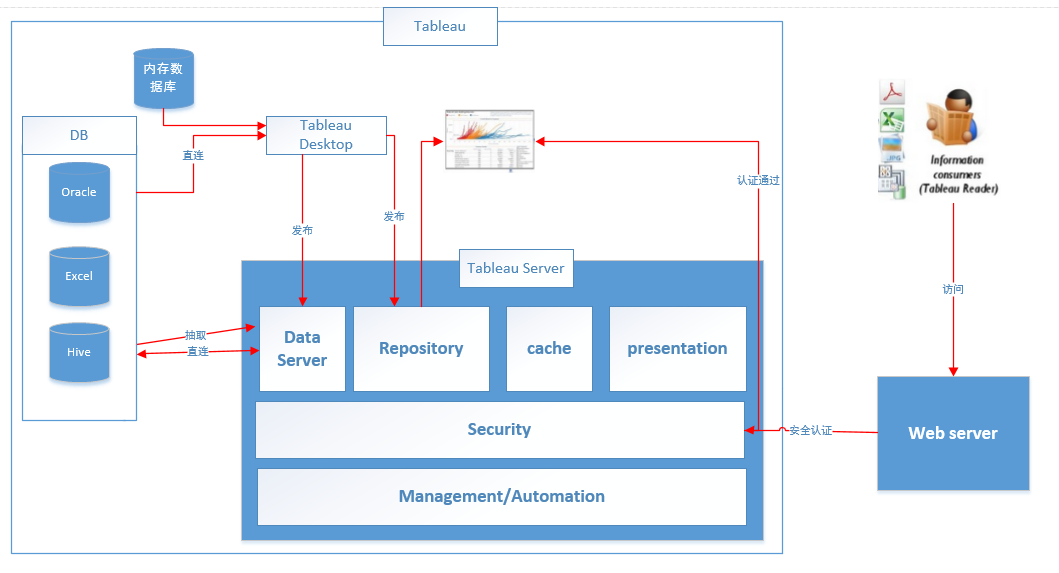 Tableau
内存数
据库
DB
Tableau
Desktop
直连
Oracle
Excel
Hive
发布
发布
认证通过
Information
consumers
(Tableau Reader)
访问
Tableau Server
抽取
直连
Data
Server
Repository
cache
presentation
Security
安全认证
Web server
Management/Automation
JPG